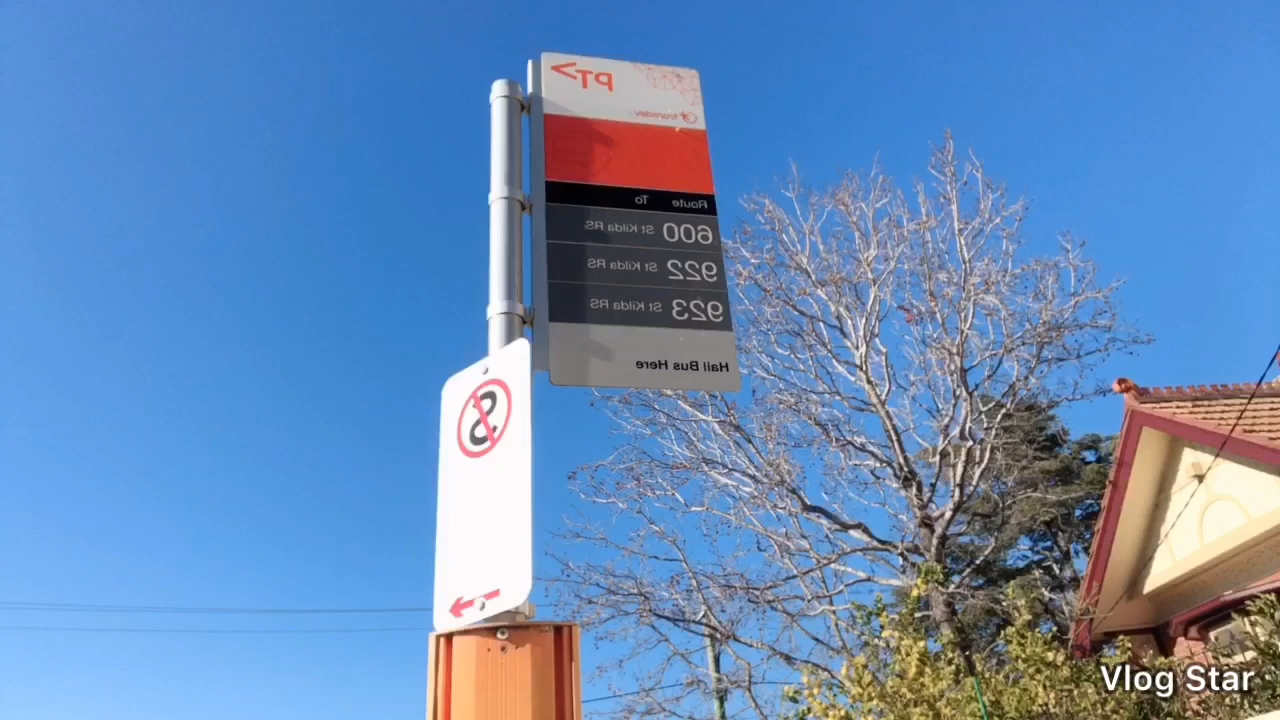 PT>
transdev
Route To
600 St Kilda RS
922 St Kilda RS
923 St Kilda RS
Hail Bus Here
S
Vlog Star